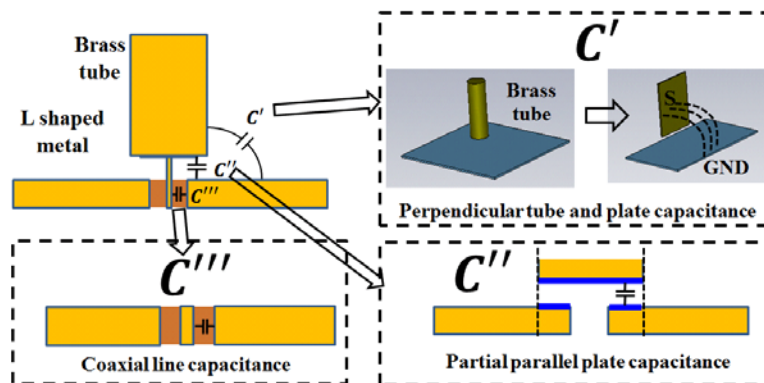 Brass
tube
L shaped
metal
C′
C″
C‴
C′
Brass
tube
S
GND
Perpendicular tube and plate capacitance
C‴
Coaxial line capacitance
C″
Partial parallel plate capacitance